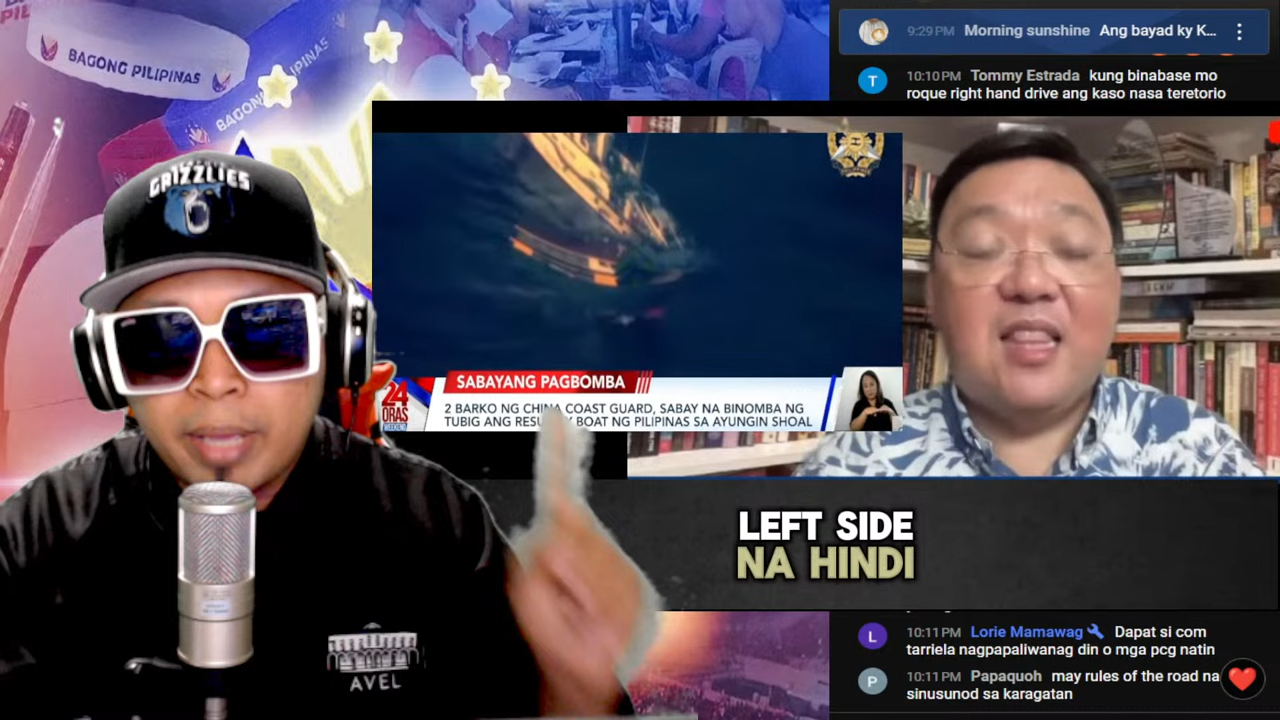 BAGONG PILIPINAS
BAGONG
PILIPINAS
GRIZZLIES
9:29 PM Morning sunshine Ang bayad ky K...
T
10:10 PM Tommy Estrada kung binabase mo
roque right hand drive ang kaso nasa teretorio
24
ORAS
WEEKEND
SABAYANG PAGBOMBA
2 BARKO NG CHINA COAST GUARD, SABAY NA BINOMBA NG
TUBIG ANG BOAT NG PILIPINAS SA AYUNGIN SHOAL
LEFT SIDE
NA HINDI
L
10:11 PM Lorie Mamawag Dapat si com
tarriela nagpapaliwanag din o mga pcg natin
P
10:11 PM Papaquoh may rules of the road na
sinusunod sa karagatan
AVEL